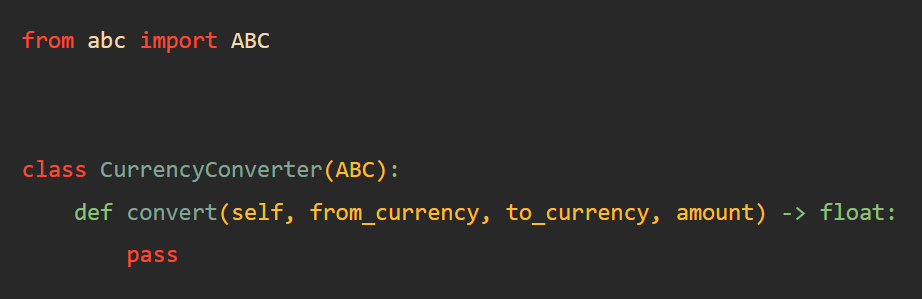 from abc import ABC
class CurrencyConverter(ABC):
    def convert(self, from_currency, to_currency, amount) -> float:
        pass